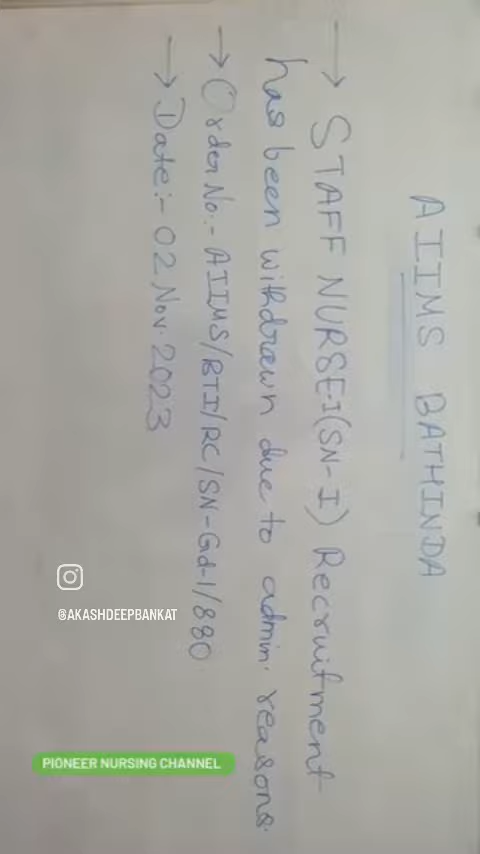 AIIMS BATHINDA
→ STAFF NURSE-I (SN-I) Recruitment
has been withdrawn due to admin. reasons.
→ Order No:- AIIMS/BTI/RC/SN-Gd-1/880
→ Date:- 02 Nov. 2023
@AKASHDEEPBANKAT
PIONEER NURSING CHANNEL